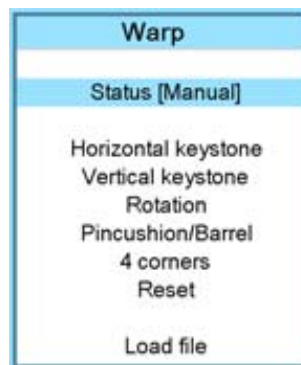 Warp
Status [Manual]
Horizontal keystone
Vertical keystone
Rotation
Pincushion/Barrel
4 corners
Reset
Load file